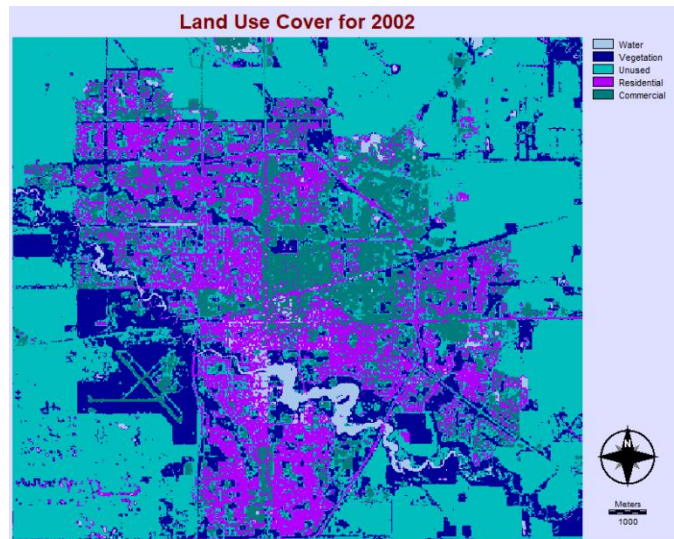 Land Use Cover for 2002
Water
Vegetation
Unused
Residential
Commercial
N
Meters
1000